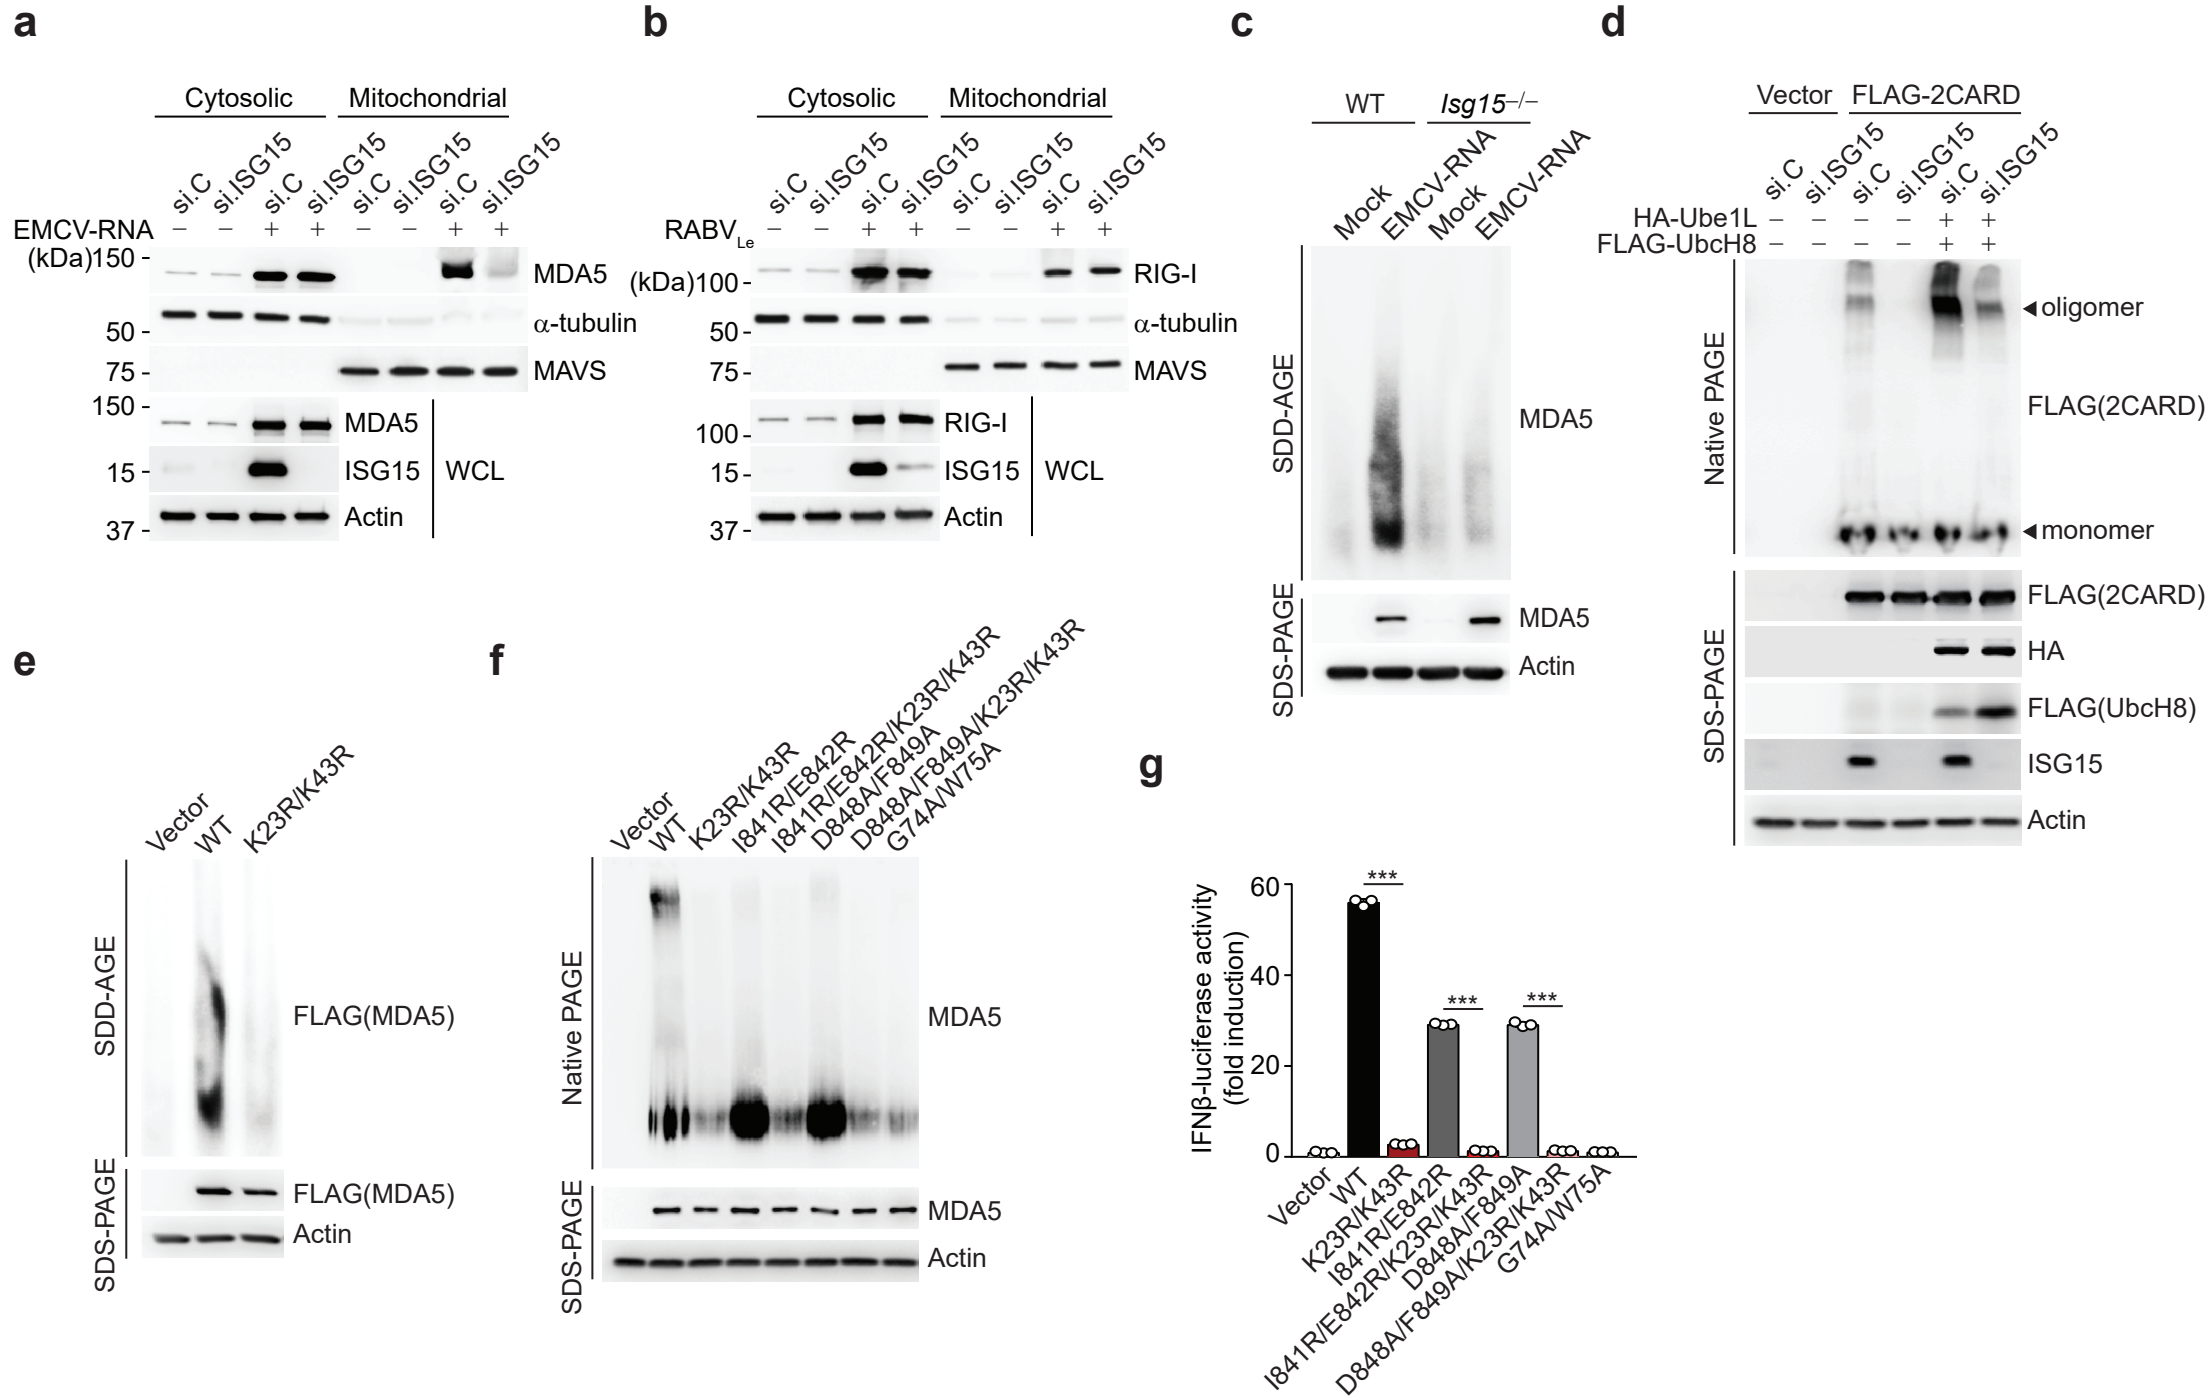 a
Cytosolic Mitochondrial
si.C si.ISG15 si.C si.ISG15 si.C si.ISG15 si.C si.ISG15
EMCV-RNA − − + + − − + +
(kDa)150 - MDA5
α-tubulin
50 -
75 - MAVS
150 - MDA5
15 - ISG15
WCL
Actin
37 -
b
Cytosolic Mitochondrial
si.C si.ISG15 si.C si.ISG15 si.C si.ISG15 si.C si.ISG15
RABVLe − − + + − − + +
(kDa)100 - RIG-I
α-tubulin
50 -
75 - MAVS
RIG-I
100 -
15 - ISG15
WCL
Actin
37 -
c
WT Isg15−/−
Mock EMCV-RNA Mock EMCV-RNA
SDD-AGE
MDA5
SDS-PAGE
MDA5
Actin
d
Vector FLAG-2CARD
si.C si.ISG15 si.C si.ISG15 si.C si.ISG15
HA-Ube1L − − − − + +
FLAG-UbcH8 − − − − + +
Native PAGE
◄oligomer
FLAG(2CARD)
◄monomer
SDS-PAGE
FLAG(2CARD)
HA
FLAG(UbcH8)
ISG15
Actin
e
Vector WT K23R/K43R
SDD-AGE
FLAG(MDA5)
SDS-PAGE
FLAG(MDA5)
Actin
f
Vector WT K23R/K43R I841R/E842R I841R/E842R/K23R/K43R D848A/F849A D848A/F849A/K23R/K43R G74A/W75A
Native PAGE
MDA5
SDS-PAGE
MDA5
Actin
g
IFNβ-luciferase activity
(fold induction)
60
40
20
0
*** *** ***
Vector WT K23R/K43R I841R/E842R I841R/E842R/K23R/K43R D848A/F849A D848A/F849A/K23R/K43R G74A/W75A